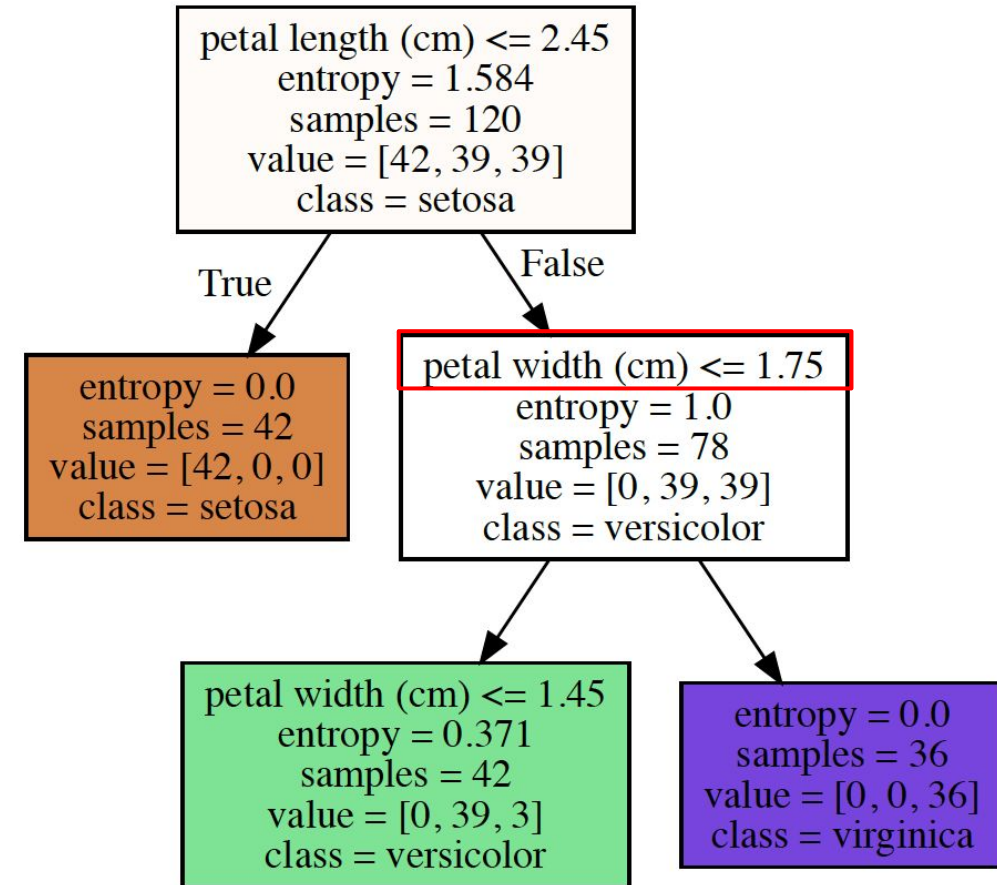 petal length (cm) <= 2.45
entropy = 1.584
samples = 120
value = [42, 39, 39]
class = setosa
True
False
entropy = 0.0
samples = 42
value = [42, 0, 0]
class = setosa
petal width (cm) <= 1.75
entropy = 1.0
samples = 78
value = [0, 39, 39]
class = versicolor
petal width (cm) <= 1.45
entropy = 0.371
samples = 42
value = [0, 39, 3]
class = versicolor
entropy = 0.0
samples = 36
value = [0, 0, 36]
class = virginica